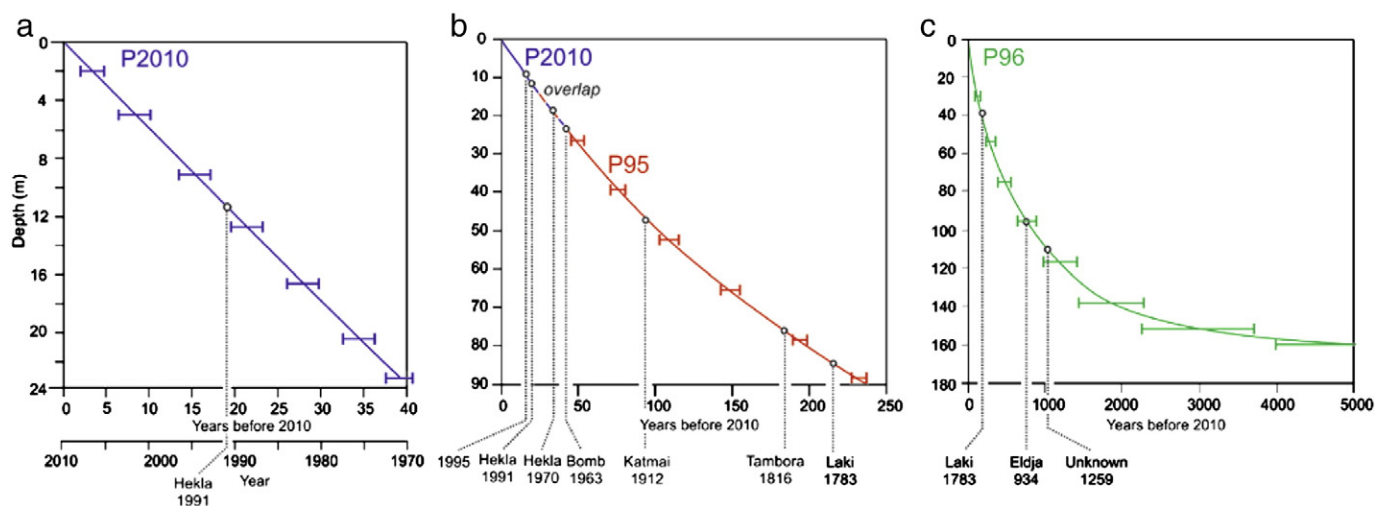 a
P2010
0
4
8
12
16
20
24
Depth (m)
0 5 10 15 20 25 30 35 40
Years before 2010
2010 2000 1990 1980 1970
Hekla
1991
Year
b
P2010
overlap
P95
0
10
20
30
40
50
60
70
80
90
0 50 100 150 200 250
Years before 2010
1995
Hekla
1991
Hekla
1970
Bomb
1963
Katmai
1912
Tambora
1816
Laki
1783
c
P96
0
20
40
60
80
100
120
140
160
180
0 1000 2000 3000 4000 5000
Years before 2010
Laki
1783
Eldja
934
Unknown
1259